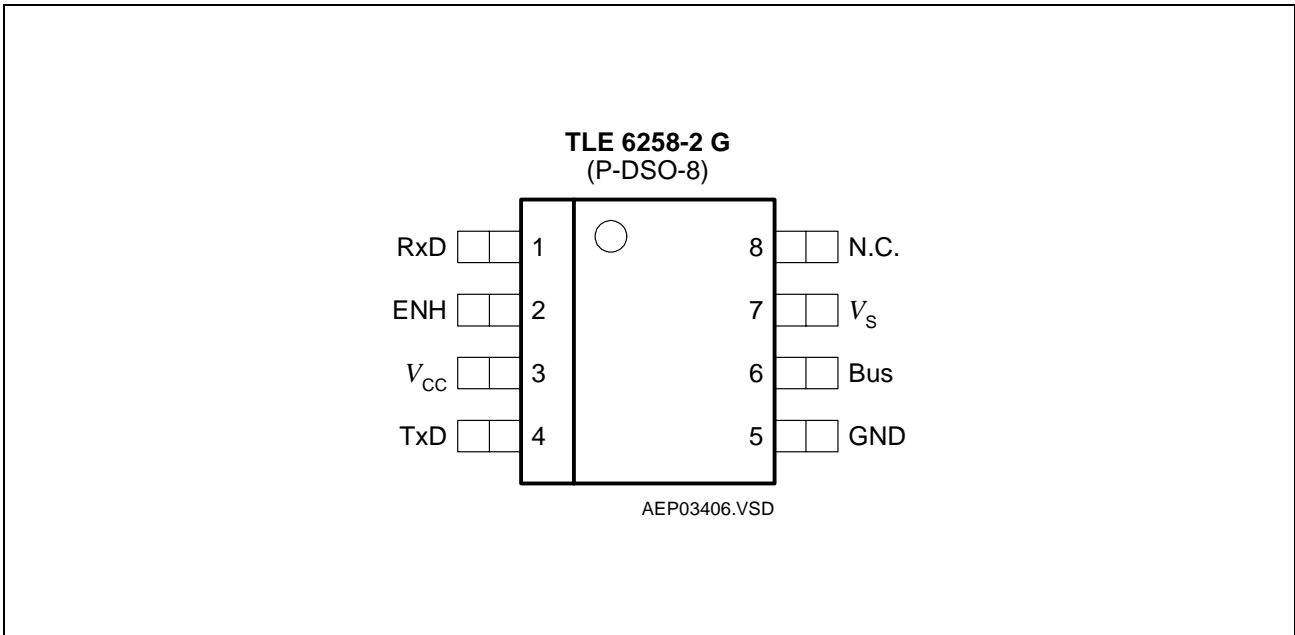 TLE 6258-2 G
(P-DSO-8)
RxD 1 8 N.C.
ENH 2 7 VS
VCC 3 6 Bus
TxD 4 5 GND
AEP03406.VSD